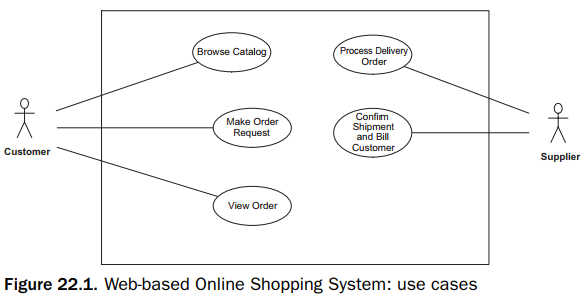 Browse Catalog
Process Delivery
Order
Make Order
Request
Confirm
Shipment
and Bill
Customer
Customer
Supplier
View Order
Figure 22.1. Web-based Online Shopping System: use cases